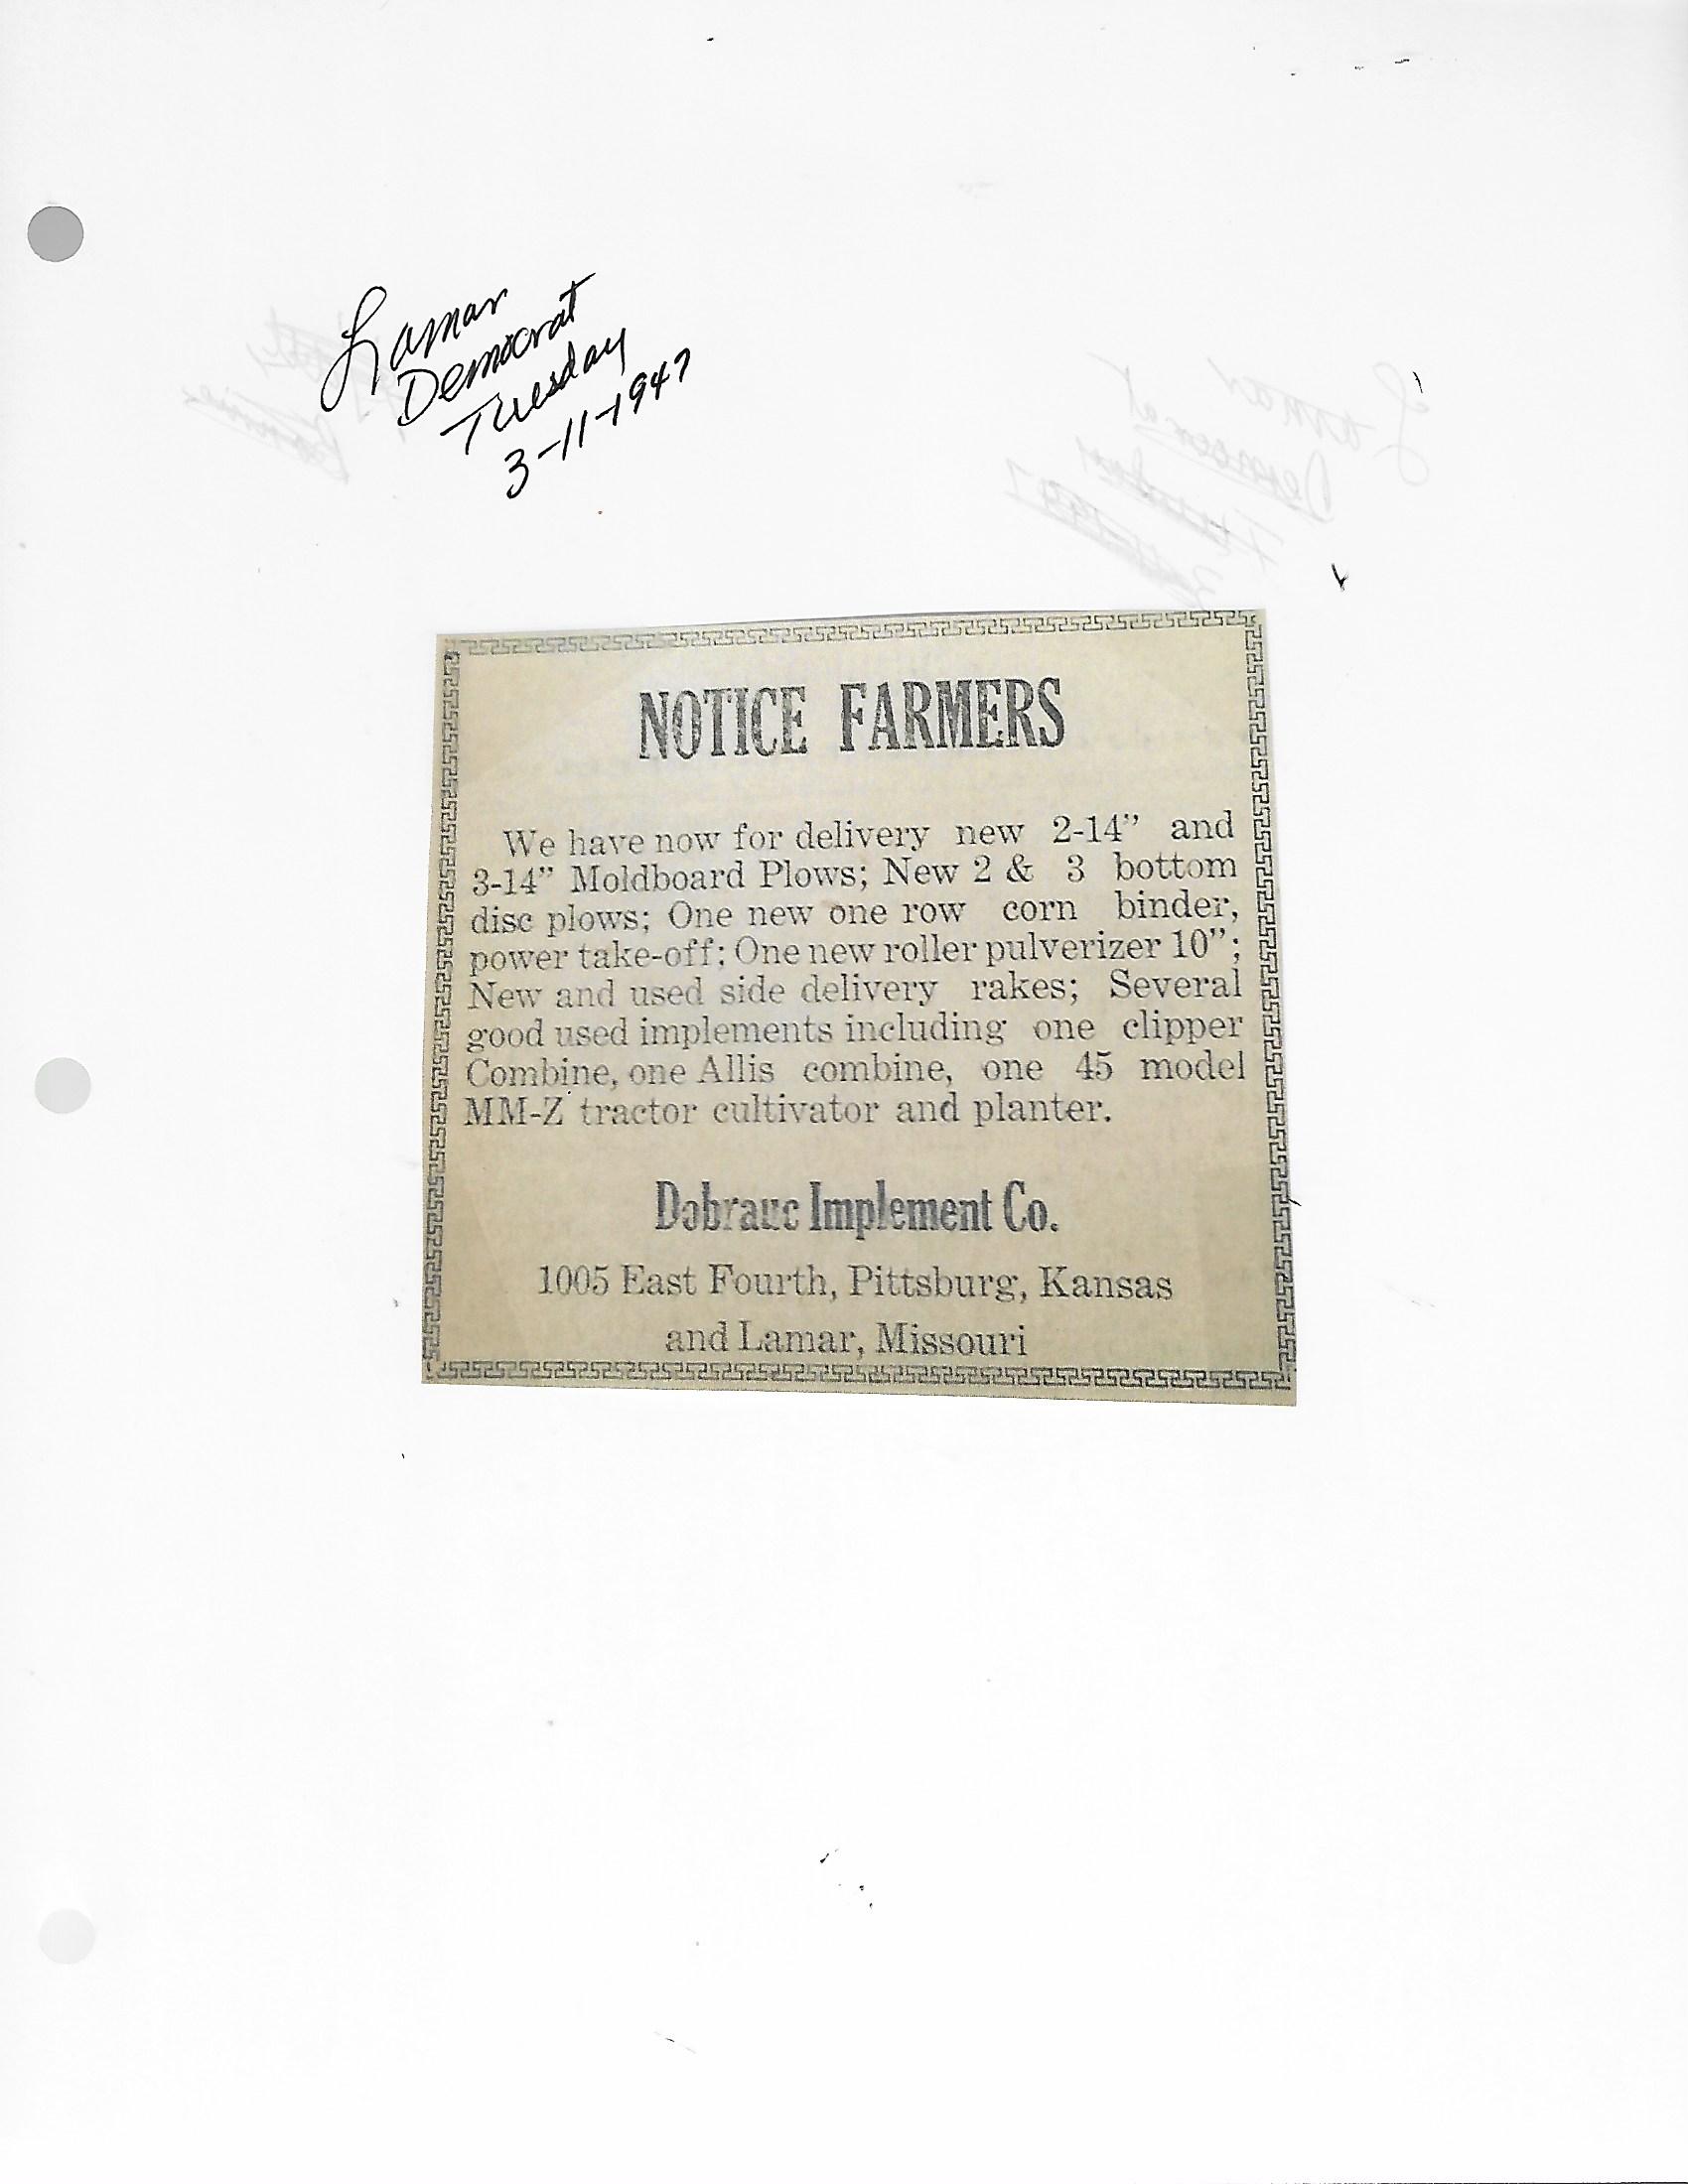 Lamar
Democrat
Tuesday
3-11-1947
NOTICE FARMERS
We have now for delivery new 2-14” and
3-14” Moldboard Plows; New 2 & 3 bottom
disc plows; One new one row corn binder,
power take-off; One new roller pulverizer 10”;
New and used side delivery rakes; Several
good used implements including one clipper
Combine, one Allis combine, one 45 model
MM-Z tractor cultivator and planter.
Dobrauc Implement Co.
1005 East Fourth, Pittsburg, Kansas
and Lamar, Missouri